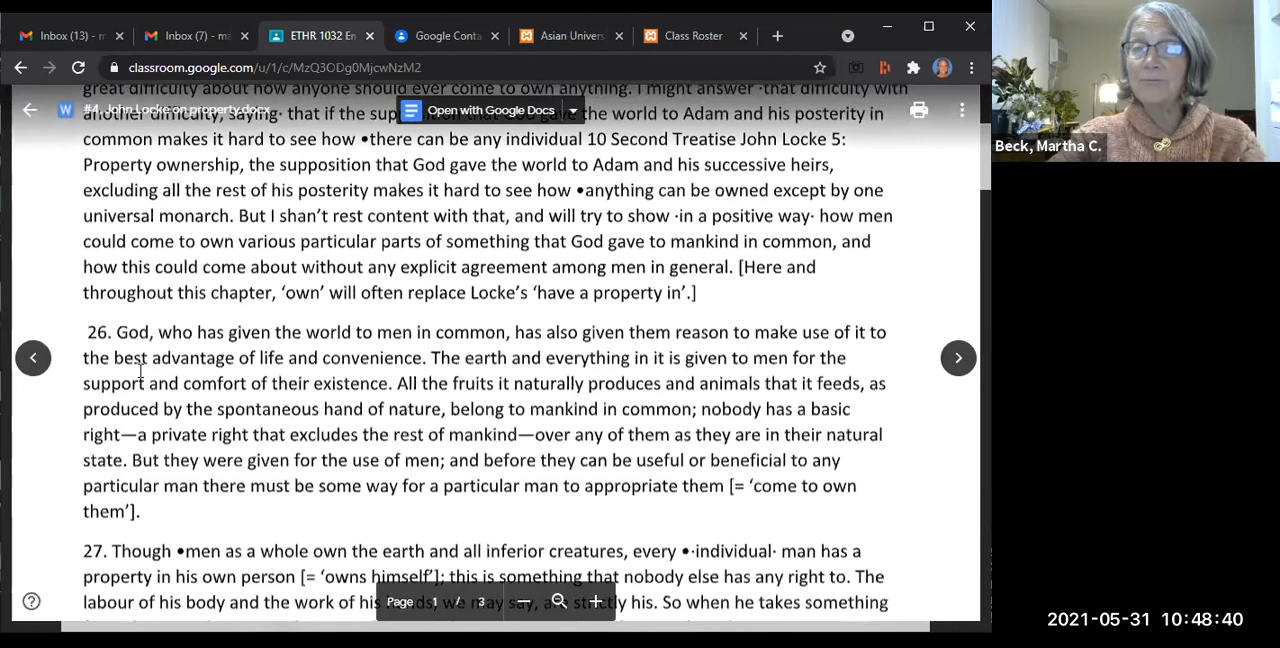 Inbox (13) - m
Inbox (7) - ma
ETHR 1032 En
Google Conta
Asian Univers
Class Roster
classroom.google.com/u/1/c/MzQ3ODg0MjcwNzM2
great difficulty about how anyone should ever come to own anything. I might answer ·that difficulty with
#4, John Locke on property.docx
Open with Google Docs
another difficulty, saying· that if the sup the world to Adam and his posterity in
common makes it hard to see how •there can be any individual 10 Second Treatise John Locke 5:
Property ownership, the supposition that God gave the world to Adam and his successive heirs,
excluding all the rest of his posterity makes it hard to see how •anything can be owned except by one
universal monarch. But I shan’t rest content with that, and will try to show ·in a positive way· how men
could come to own various particular parts of something that God gave to mankind in common, and
how this could come about without any explicit agreement among men in general. [Here and
throughout this chapter, ‘own’ will often replace Locke’s ‘have a property in’.]
26. God, who has given the world to men in common, has also given them reason to make use of it to
the best advantage of life and convenience. The earth and everything in it is given to men for the
support and comfort of their existence. All the fruits it naturally produces and animals that it feeds, as
produced by the spontaneous hand of nature, belong to mankind in common; nobody has a basic
right—a private right that excludes the rest of mankind—over any of them as they are in their natural
state. But they were given for the use of men; and before they can be useful or beneficial to any
particular man there must be some way for a particular man to appropriate them [= ‘come to own
them’].
27. Though •men as a whole own the earth and all inferior creatures, every •·individual· man has a
property in his own person [= ‘owns himself’]; this is something that nobody else has any right to. The
labour of his body and the work of his hands, we may say, are strictly his. So when he takes something
Page 1 / 3
Beck, Martha C.
2021-05-31 10:48:40